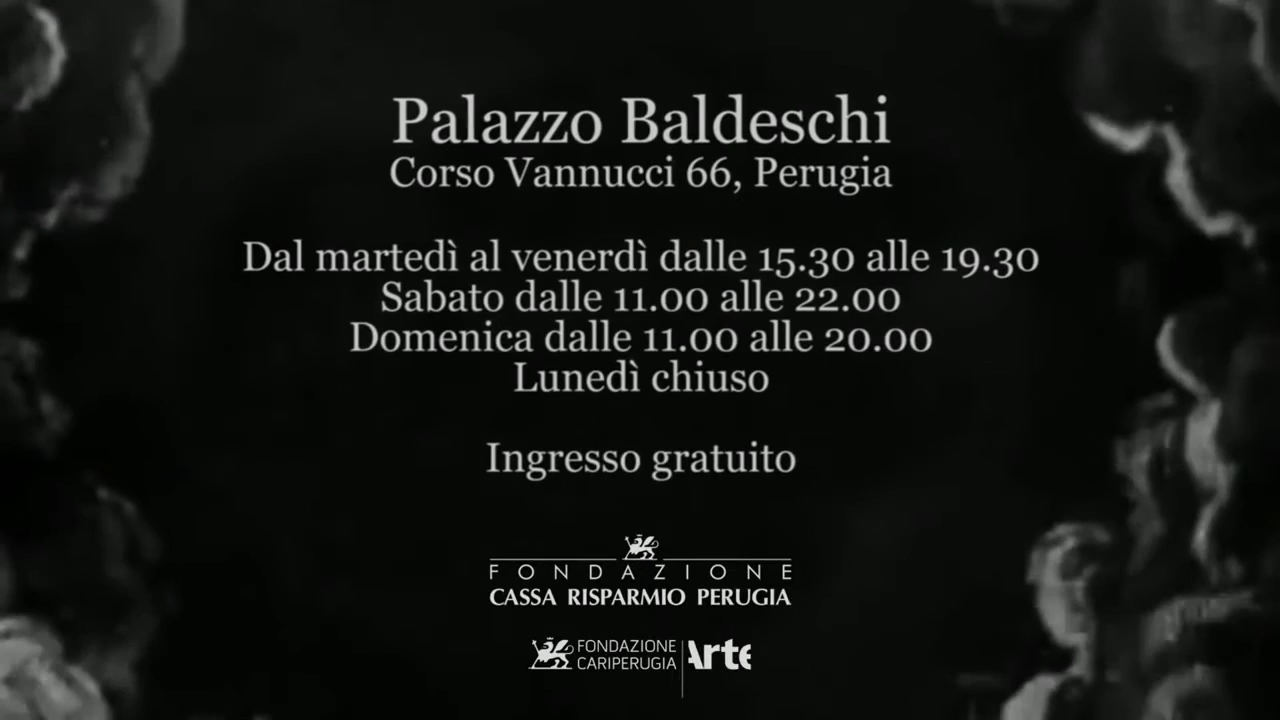 Palazzo Baldeschi
Corso Vannucci 66, Perugia
Dal martedì al venerdì dalle 15.30 alle 19.30
Sabato dalle 11.00 alle 22.00
Domenica dalle 11.00 alle 20.00
Lunedì chiuso
Ingresso gratuito
FONDAZIONE
CASSA RISPARMIO PERUGIA
FONDAZIONE
CARIPERUGIA
Arte